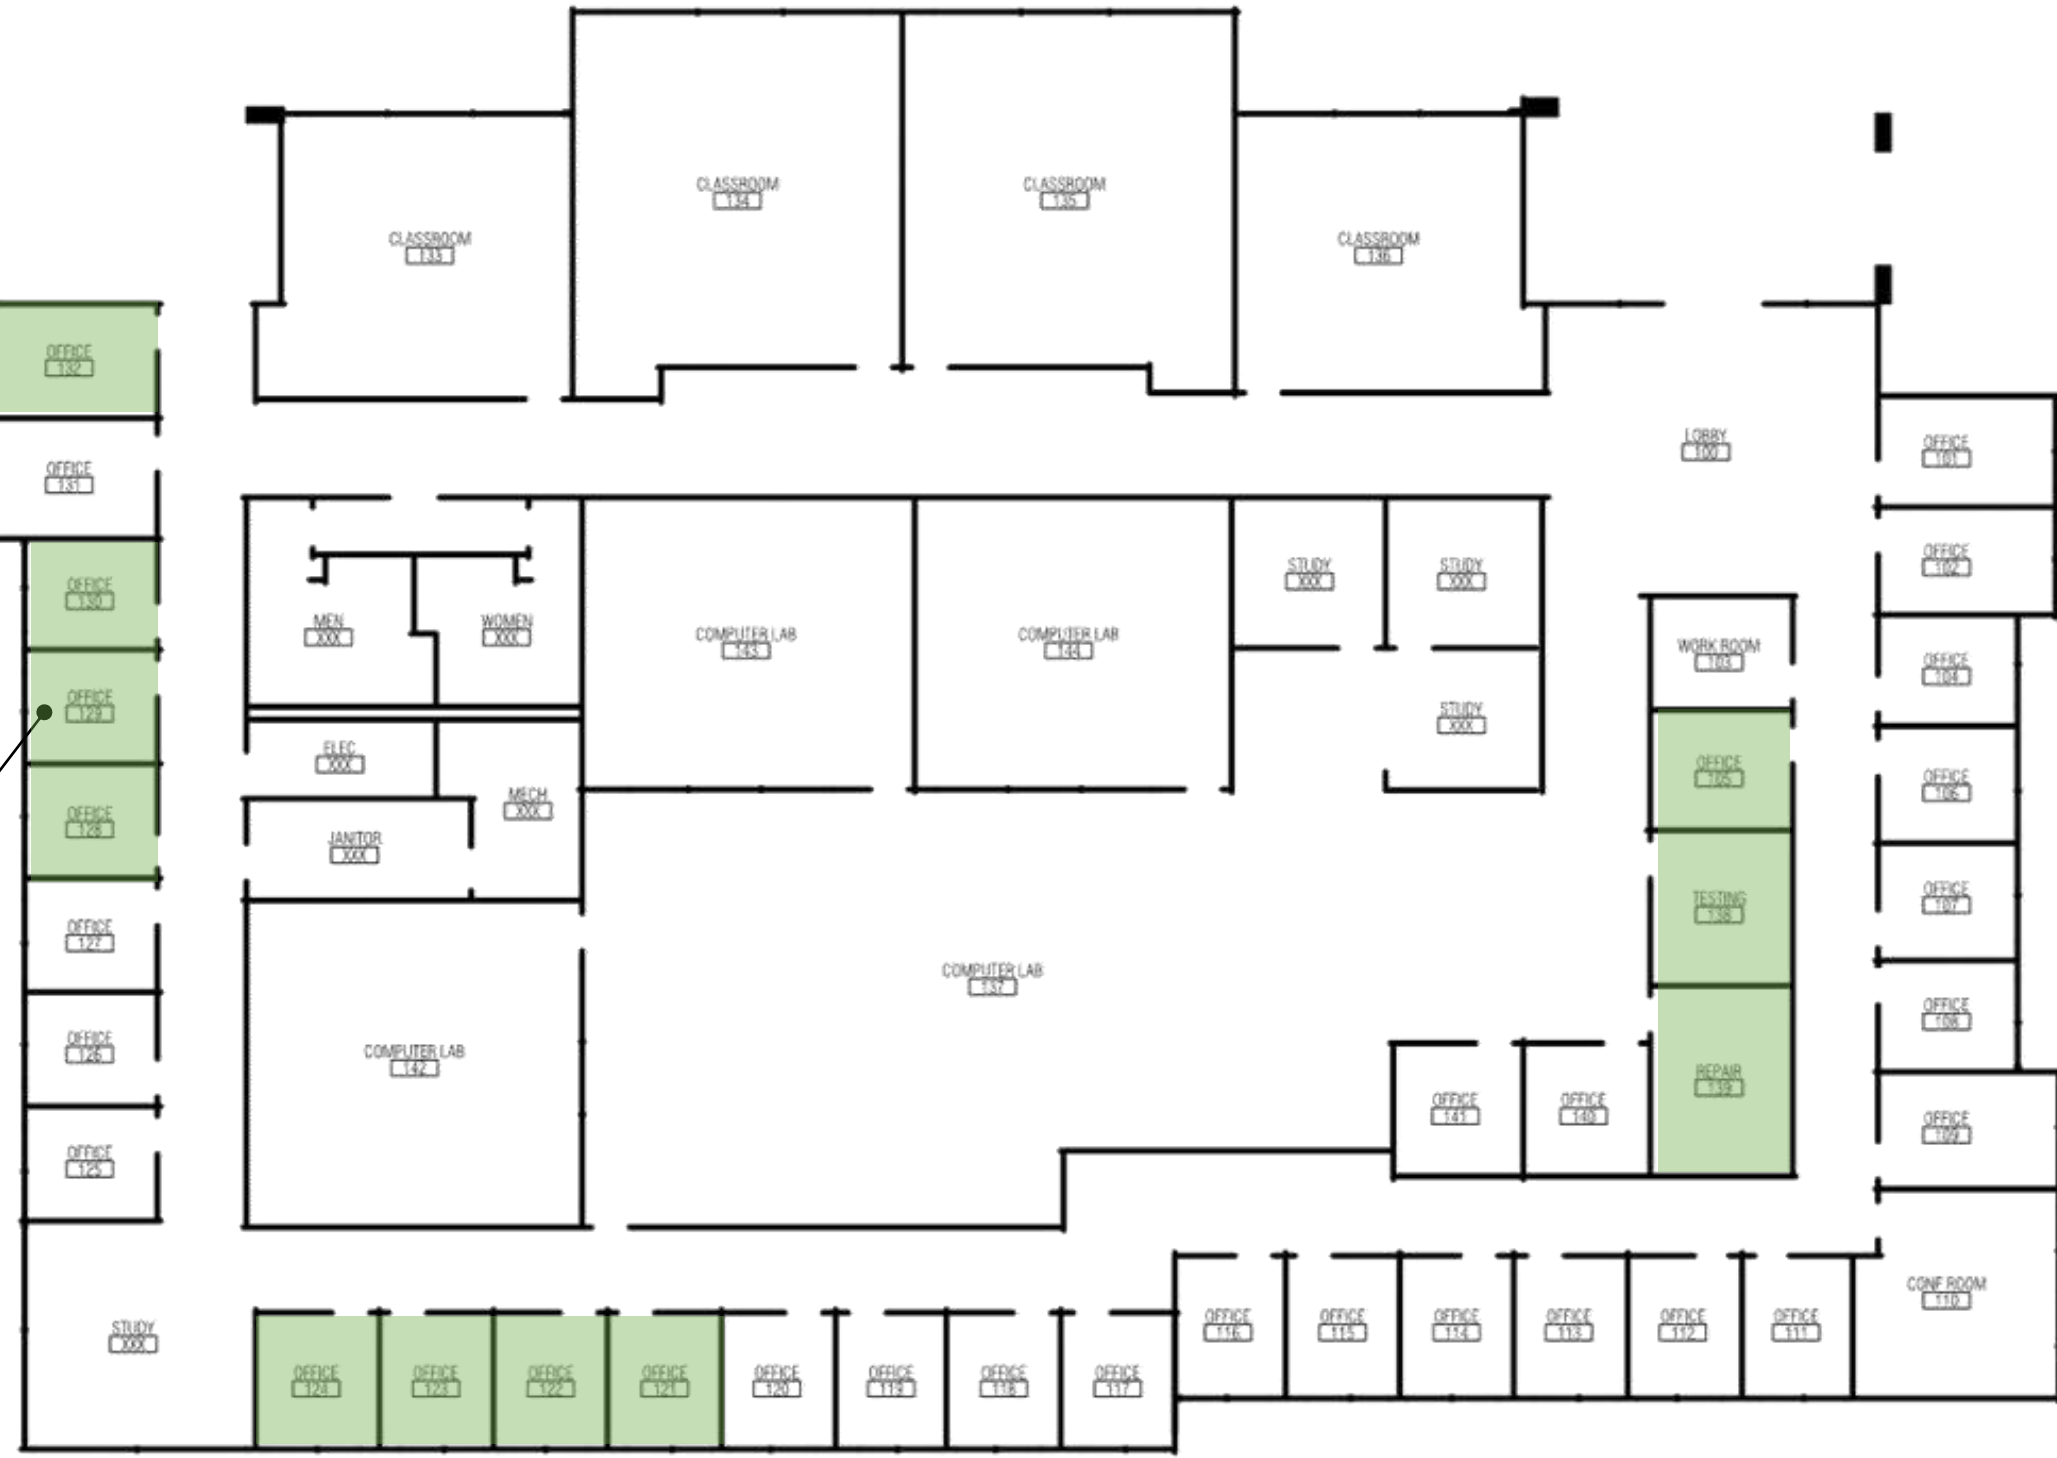 CLASSROOM
134
CLASSROOM
135
CLASSROOM
133
CLASSROOM
136
OFFICE
132
OFFICE
131
LOBBY
100
OFFICE
101
OFFICE
102
OFFICE
130
MEN
XXX
WOMEN
XXX
COMPUTER LAB
143
COMPUTER LAB
144
STUDY
XXX
STUDY
XXX
STUDY
XXX
WORK ROOM
103
OFFICE
104
OFFICE
129
ELEC
XXX
MECH
XXX
OFFICE
105
OFFICE
106
OFFICE
128
JANITOR
XXX
TESTING
138
OFFICE
107
OFFICE
127
COMPUTER LAB
137
OFFICE
108
OFFICE
126
COMPUTER LAB
142
REPAIR
139
OFFICE
141
OFFICE
140
OFFICE
109
OFFICE
125
CONF ROOM
110
STUDY
XXX
OFFICE
116
OFFICE
115
OFFICE
114
OFFICE
113
OFFICE
112
OFFICE
111
OFFICE
124
OFFICE
123
OFFICE
122
OFFICE
121
OFFICE
120
OFFICE
119
OFFICE
118
OFFICE
117